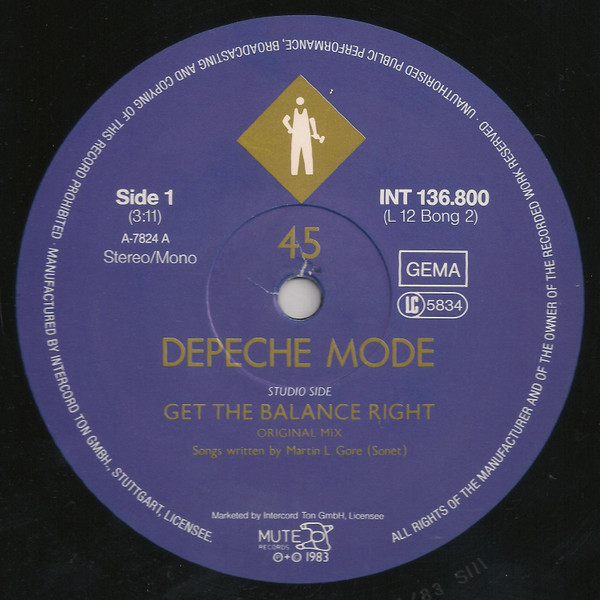 UNAUTHORISED PUBLIC PERFORMANCE, BROADCASTING AND COPYING OF THIS RECORD PROHIBITED · MANUFACTURED BY INTERCORD TON GMBH., STUTTGART, LICENSEE.
ALL RIGHTS OF THE MANUFACTURER AND OF THE OWNER OF THE RECORDED WORK RESERVED ·
Side 1
(3:11)
A-7824 A
Stereo/Mono
INT 136.800
(L 12 Bong 2)
45
GEMA
LC 5834
DEPECHE MODE
STUDIO SIDE
GET THE BALANCE RIGHT
ORIGINAL MIX
Songs written by Martin L. Gore (Sonet)
Marketed by Intercord Ton GmbH, Licensee
MUTE
RECORDS
℗+© 1983